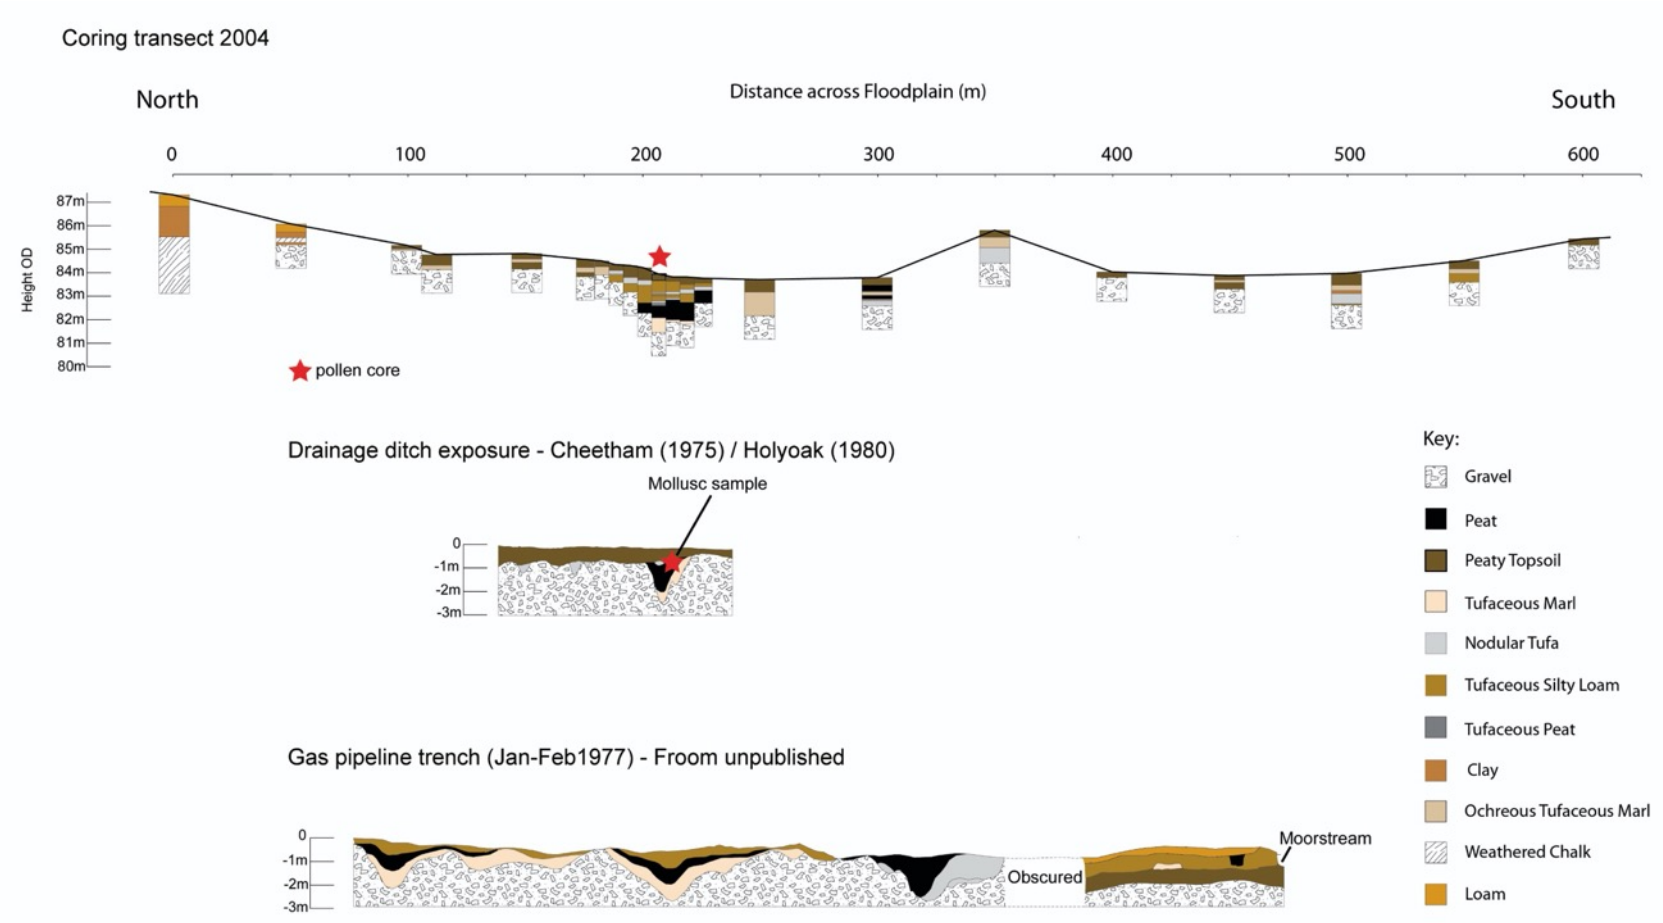 Coring transect 2004
Distance across Floodplain (m)
North
South
0 100 200 300 400 500 600
Height OD
87m
86m
85m
84m
83m
82m
81m
80m
pollen core
Drainage ditch exposure - Cheetham (1975) / Holyoak (1980)
Mollusc sample
0
-1m
-2m
-3m
Gas pipeline trench (Jan-Feb1977) - Froom unpublished
0
-1m
-2m
-3m
Obscured
Moorstream
Key:
Gravel
Peat
Peaty Topsoil
Tufaceous Marl
Nodular Tufa
Tufaceous Silty Loam
Tufaceous Peat
Clay
Ochreous Tufaceous Marl
Weathered Chalk
Loam